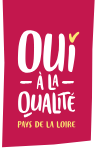 OUi
À LA
QUALITÉ
PAYS DE LA LOIRE